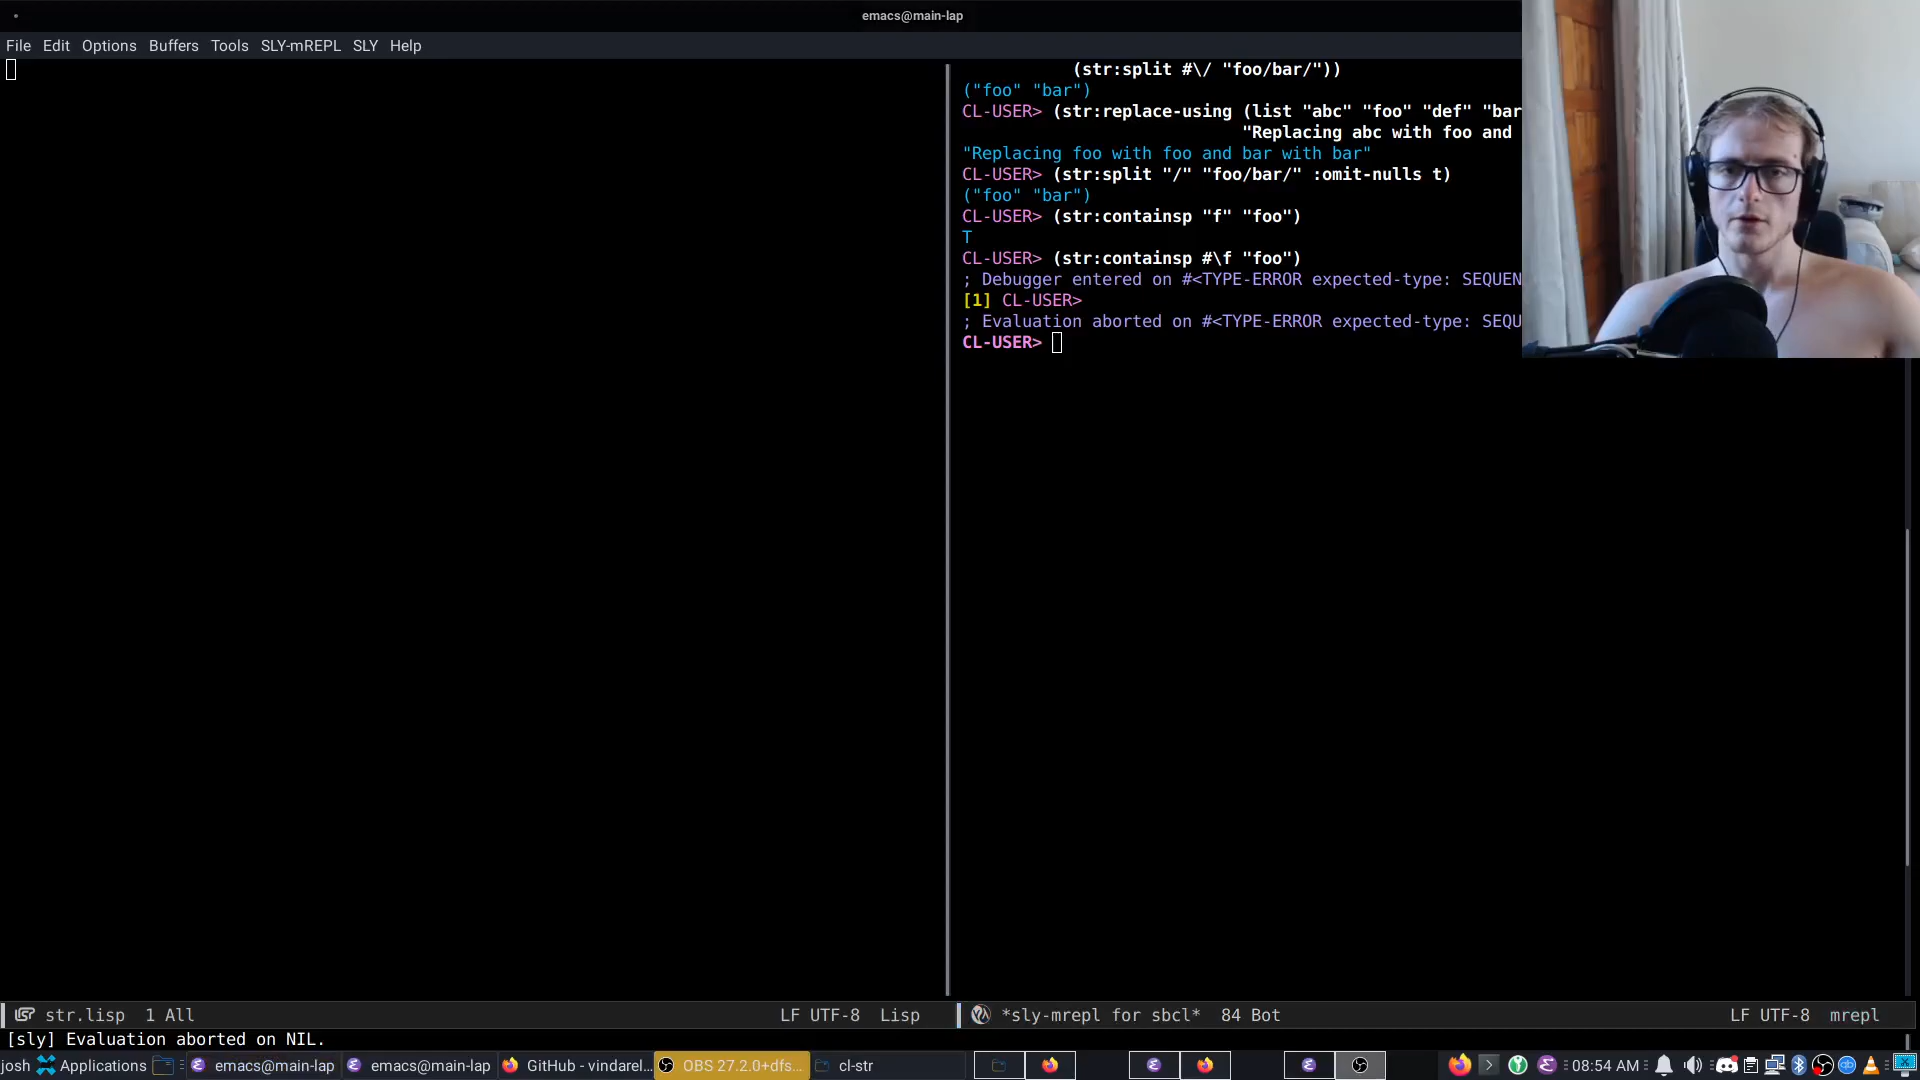 emacs@main-lap
File Edit Options Buffers Tools SLY-mREPL SLY Help
(str:split #\/ "foo/bar/"))
("foo" "bar")
CL-USER> (str:replace-using (list "abc" "foo" "def" "bar
"Replacing abc with foo and
"Replacing foo with foo and bar with bar"
CL-USER> (str:split "/" "foo/bar/" :omit-nulls t)
("foo" "bar")
CL-USER> (str:containsp "f" "foo")
T
CL-USER> (str:containsp #\f "foo")
; Debugger entered on #<TYPE-ERROR expected-type: SEQUEN
[1] CL-USER>
; Evaluation aborted on #<TYPE-ERROR expected-type: SEQU
CL-USER>
str.lisp 1 All LF UTF-8 Lisp
*sly-mrepl for sbcl* 84 Bot LF UTF-8 mrepl
[sly] Evaluation aborted on NIL.
josh Applications emacs@main-lap emacs@main-lap GitHub - vindarel... OBS 27.2.0+dfs... cl-str 08:54 AM